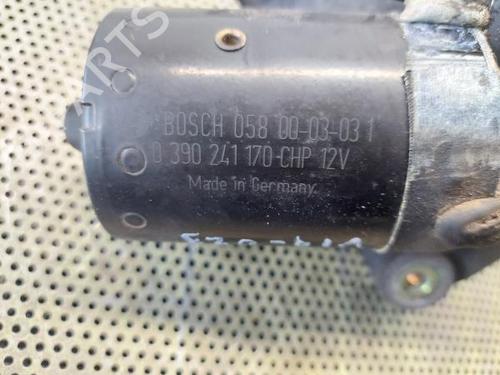 BOSCH 058 00-03-03 1
0 390 241 170-CHP 12V
Made in Germany.